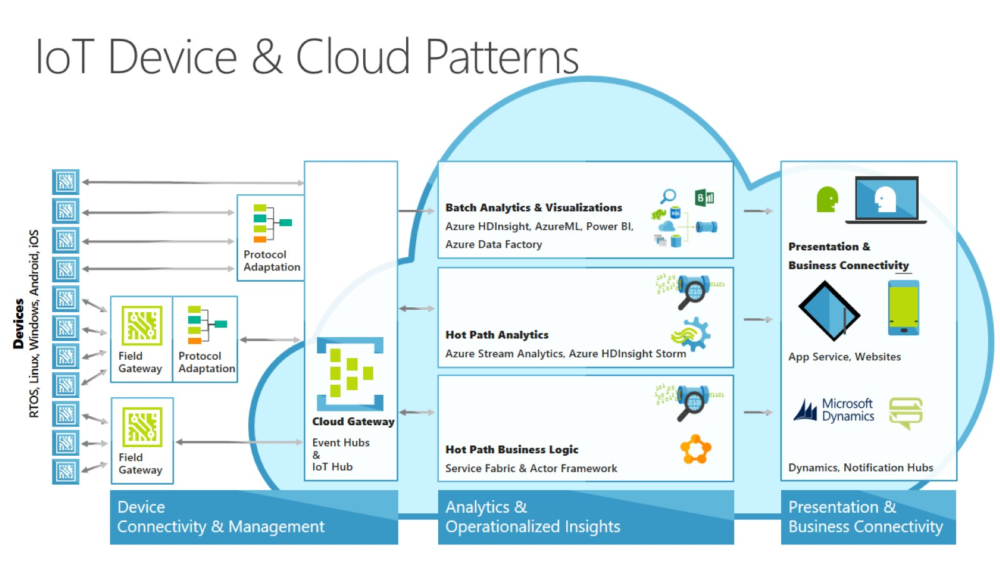 IoT Device & Cloud Patterns
Devices
RTOS, Linux, Windows, Android, iOS
Protocol
Adaptation
Field
Gateway
Protocol
Adaptation
Field
Gateway
Cloud Gateway
Event Hubs
&
IoT Hub
Batch Analytics & Visualizations
Azure HDInsight, AzureML, Power BI,
Azure Data Factory
SQL
B
Hot Path Analytics
Azure Stream Analytics, Azure HDInsight Storm
01101
Hot Path Business Logic
Service Fabric & Actor Framework
01101
Presentation &
Business Connectivity
App Service, Websites
Microsoft
Dynamics
Dynamics, Notification Hubs
Device
Connectivity & Management
Analytics &
Operationalized Insights
Presentation &
Business Connectivity